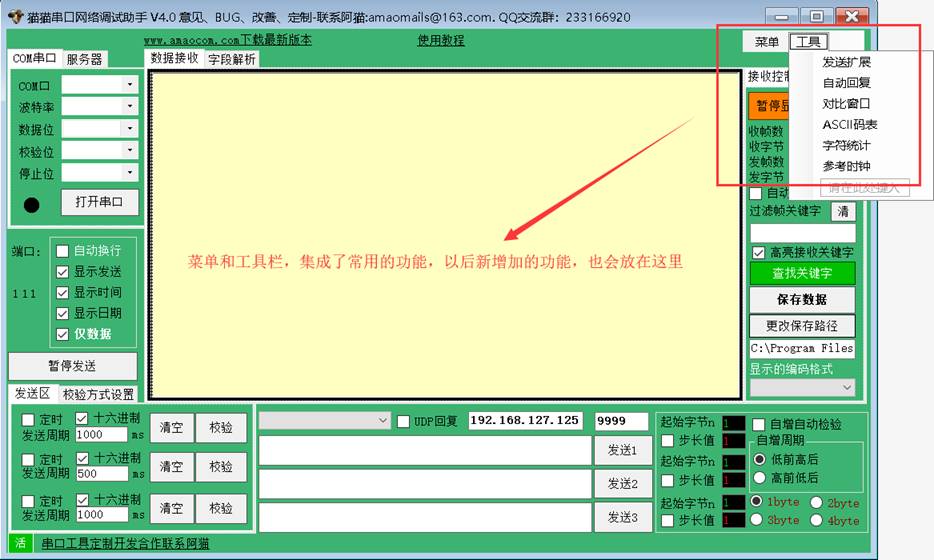 猫猫串口网络调试助手 V4.0 意见、BUG、改善、定制-联系阿猫:amaomails@163.com. QQ交流群：233166920
www.amaocom.com下载最新版本 使用教程 菜单 工具
COM串口 服务器 数据接收 字段解析
发送扩展
自动回复
对比窗口
ASCII码表
字符统计
参考时钟
请在此处键入
COM口
波特率
数据位
校验位
停止位
打开串口
端口：
111
自动换行
显示发送
显示时间
显示日期
仅数据
暂停发送
菜单和工具栏，集成了常用的功能，以后新增加的功能，也会放在这里
接收控制
暂停显
收帧数
收字节
发帧数
发字节
自动
过滤帧关键字 清
高亮接收关键字
查找关键字
保存数据
更改保存路径
C:\Program Files
显示的编码格式
发送区 校验方式设置
定时 十六进制 清空 校验
发送周期 1000 ms
定时 十六进制 清空 校验
发送周期 500 ms
定时 十六进制 清空 校验
发送周期 1000 ms
UDP回复 192.168.127.125 9999
发送1
发送2
发送3
起始字节n 1 自增自动检验
步长值 1 自增周期
起始字节n 1 低前高后
步长值 1 高前低后
起始字节n 1 1byte 2byte
步长值 1 3byte 4byte
活 串口工具定制开发合作联系阿猫